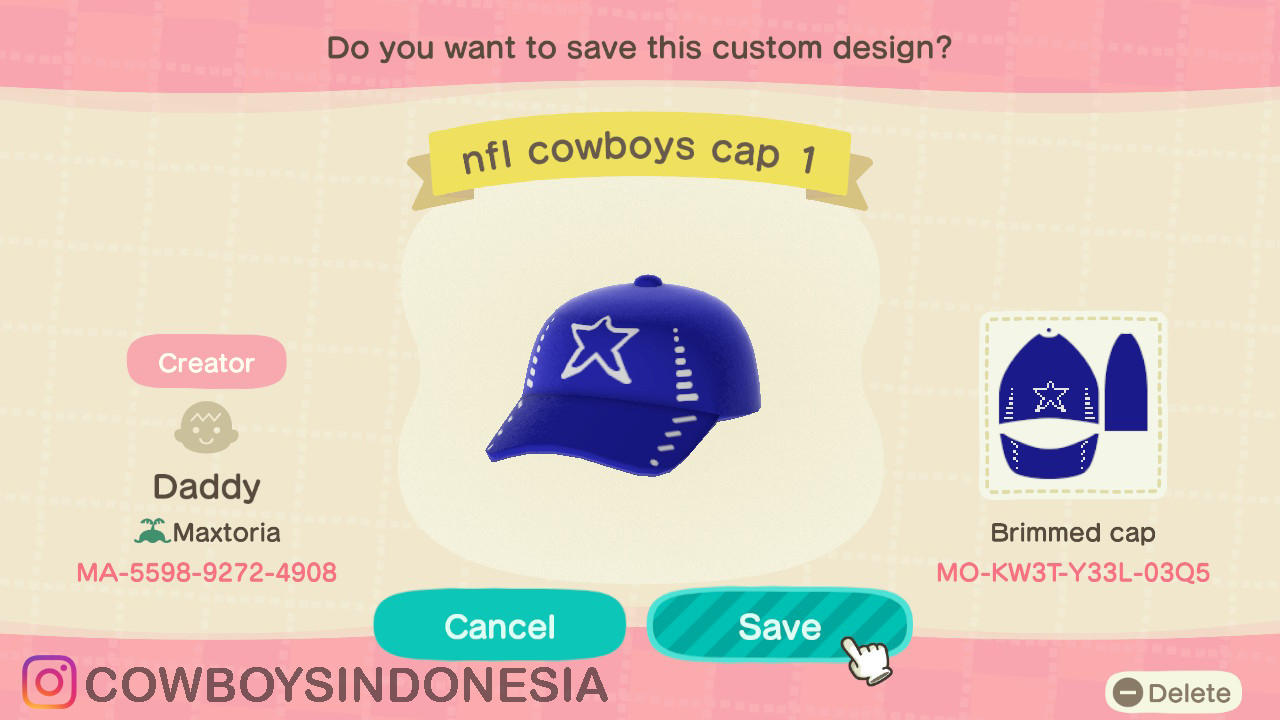 Do you want to save this custom design?
nfl cowboys cap 1
Creator
Daddy
Maxtoria
MA-5598-9272-4908
Brimmed cap
MO-KW3T-Y33L-03Q5
Cancel
Save
COWBOYSINDONESIA
Delete